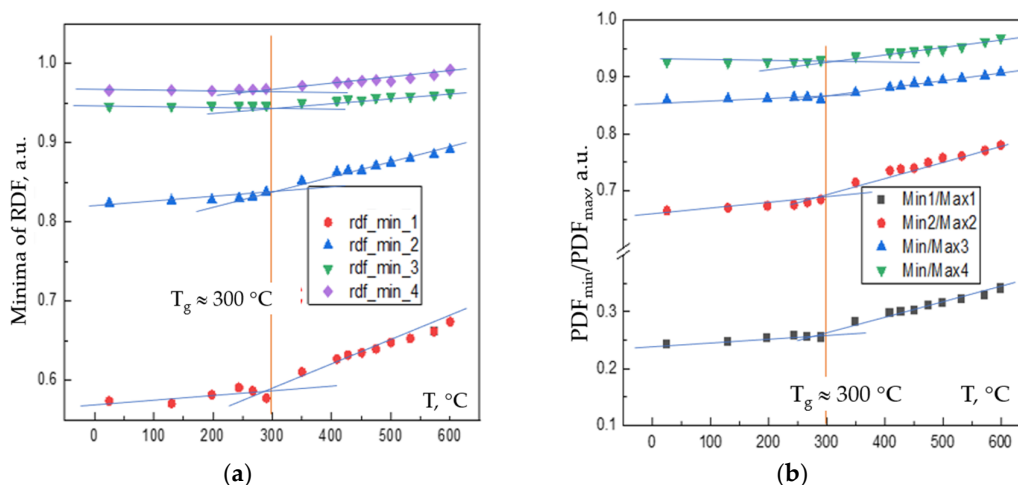 Minima of RDE, a.u.
1.0
0.9
0.8
0.7
0.6
rdf_min_1
rdf_min_2
rdf_min_3
rdf_min_4
Tg ≈ 300 °C
T, °C
0 100 200 300 400 500 600
(a)
PDFmin/PDFmax, a.u.
1.0
0.9
0.8
0.7
0.3
0.2
0.1
Min1/Max1
Min2/Max2
Min/Max3
Min/Max4
Tg ≈ 300 °C
T, °C
0 100 200 300 400 500 600
(b)